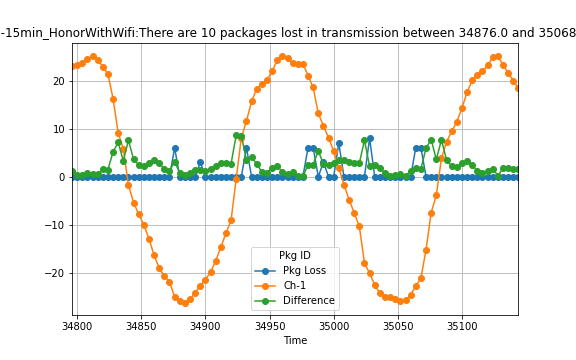 -15min_HonorWithWifi:There are 10 packages lost in transmission between 34876.0 and 35068
20
10
0
−10
−20
34800 34850 34900 34950 35000 35050 35100
Time
Pkg ID
Pkg Loss
Ch-1
Difference